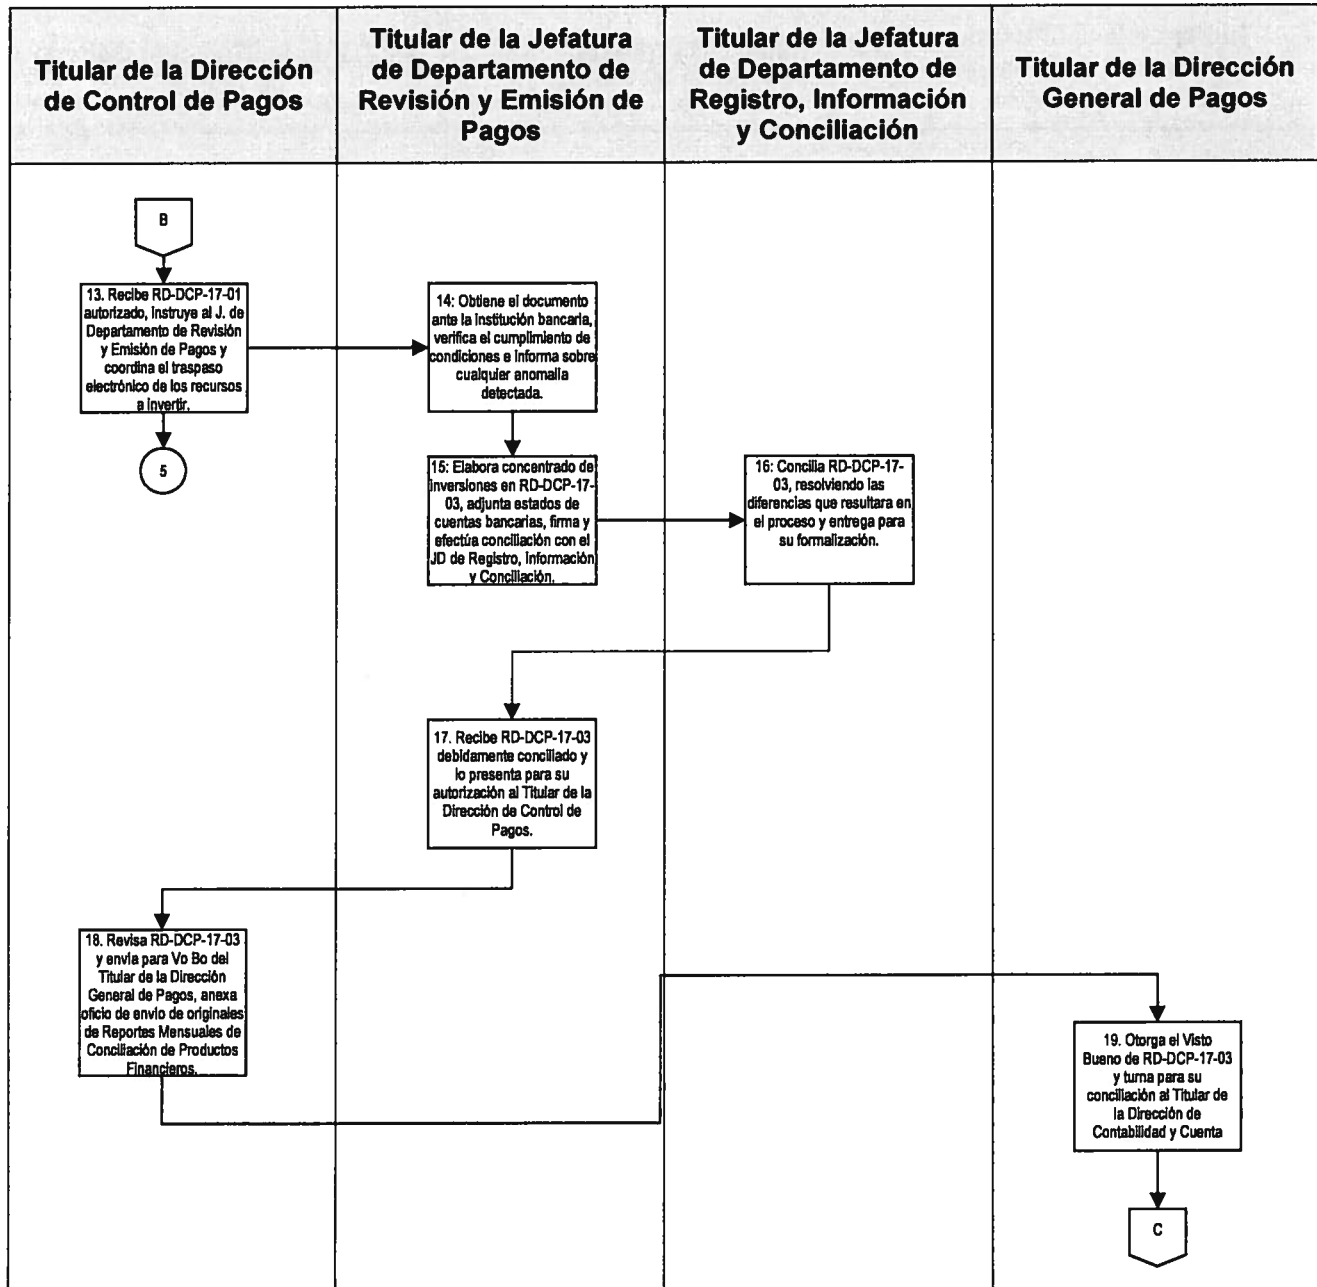 Titular de la Dirección
de Control de Pagos
Titular de la Jefatura
de Departamento de
Revisión y Emisión de
Pagos
Titular de la Jefatura
de Departamento de
Registro, Información
y Conciliación
Titular de la Dirección
General de Pagos
B
13. Recibe RD-DCP-17-01
autorizado, instruye al J. de
Departamento de Revisión
y Emisión de Pagos y
coordina el traspaso
electrónico de los recursos
a invertir.
5
14: Obtiene el documento
ante la institución bancaria,
verifica el cumplimiento de
condiciones e informa sobre
cualquier anomalía
detectada.
15: Elabora concentrado de
inversiones en RD-DCP-17-
03, adjunta estados de
cuentas bancarias, firma y
efectúa conciliación con el
JD de Registro, Información
y Conciliación.
16: Concilia RD-DCP-17-
03, resolviendo las
diferencias que resultara en
el proceso y entrega para
su formalización.
17. Recibe RD-DCP-17-03
debidamente conciliado y
lo presenta para su
autorización al Titular de la
Dirección de Control de
Pagos.
18. Revisa RD-DCP-17-03
y envía para Vo Bo del
Titular de la Dirección
General de Pagos, anexa
oficio de envío de originales
de Reportes Mensuales de
Conciliación de Productos
Financieros.
19. Otorga el Visto
Bueno de RD-DCP-17-03
y turna para su
conciliación al Titular de
la Dirección de
Contabilidad y Cuenta
C